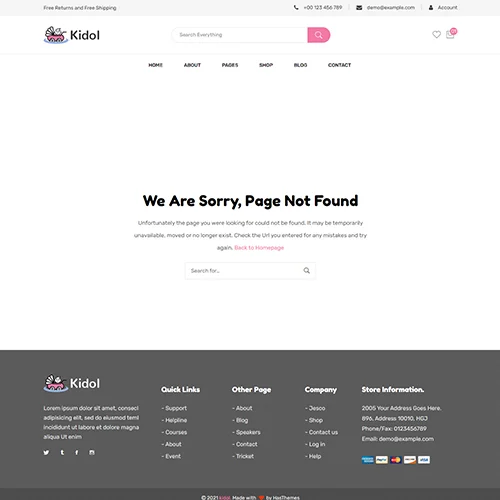 Free Returns and Free Shipping
+00 123 456 789
demo@example.com
Account
Kidol
Search Everything
HOME ABOUT PAGES SHOP BLOG CONTACT
We Are Sorry, Page Not Found
Unfortunately the page you were looking for could not be found. It may be temporarily
unavailable, moved or no longer exist. Check the Url you entered for any mistakes and try
again. Back to Homepage
Search for...
Kidol
Lorem ipsum dolor sit amet, consectetur
adipisicing elit, sed do eiusmod temf
incididunt ut labore et dolore magna
aliqua Ut enim
Quick Links
- Support
- Helpline
- Courses
- About
- Event
Other Page
- About
- Blog
- Speakers
- Contact
- Tricket
Company
- Jesco
- Shop
- Contact us
- Log in
- Help
Store Information.
2005 Your Address Goes Here.
896, Address 10010, HGJ
Phone/Fax: 0123456789
Email: demo@example.com
© 2021 kidol. Made with ❤ by HasThemes